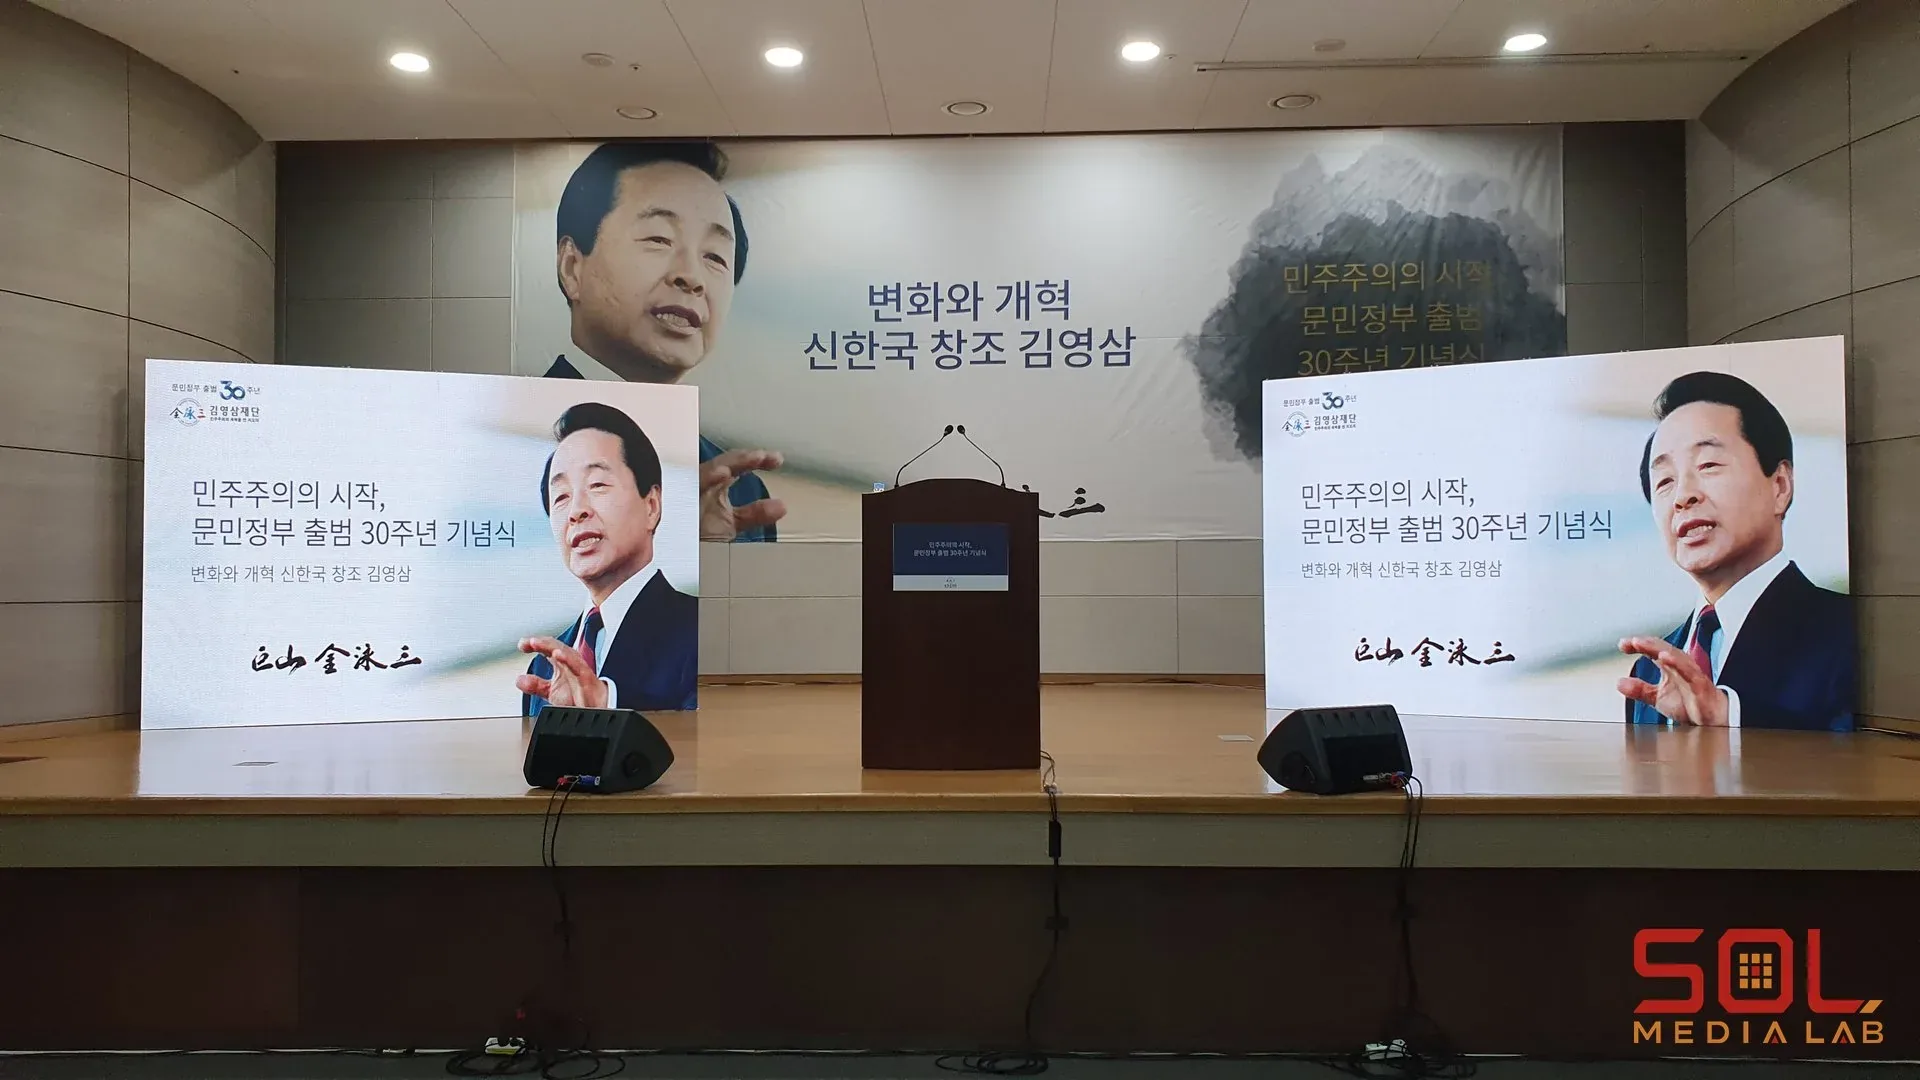 변화와 개혁
신한국 창조 김영삼
민주주의의 시작
문민정부 출범
30주년 기념식
문민정부 출범 30주년
金泳三 김영삼재단
민주주의의 시작,
문민정부 출범 30주년 기념식
변화와 개혁 신한국 창조 김영삼
巨山 金泳三
민주주의의 시작,
문민정부 출범 30주년 기념식
문민정부 출범 30주년
金泳三 김영삼재단
민주주의의 시작,
문민정부 출범 30주년 기념식
변화와 개혁 신한국 창조 김영삼
巨山 金泳三
SOL
MEDIA LAB